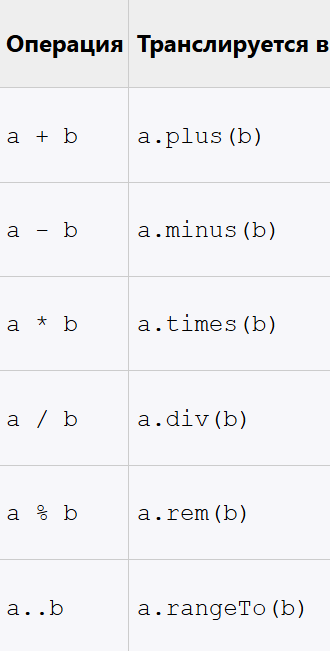 Операция Транслируется в
a + b a.plus(b)
a - b a.minus(b)
a * b a.times(b)
a / b a.div(b)
a % b a.rem(b)
a..b a.rangeTo(b)